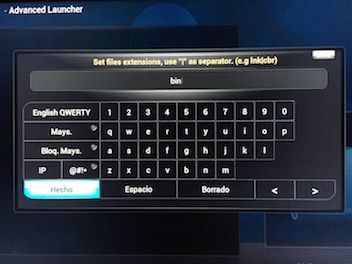 - Advanced Launcher
Set files extensions, use "|" as separator. (e.g lnk|cbr)
bin
English QWERTY 1 2 3 4 5 6 7 8 9 0
Mays. q w e r t y u i o p
Bloq. Mays. a s d f g h j k l
IP @#!* z x c v b n m
Hecho Espacio Borrado < >